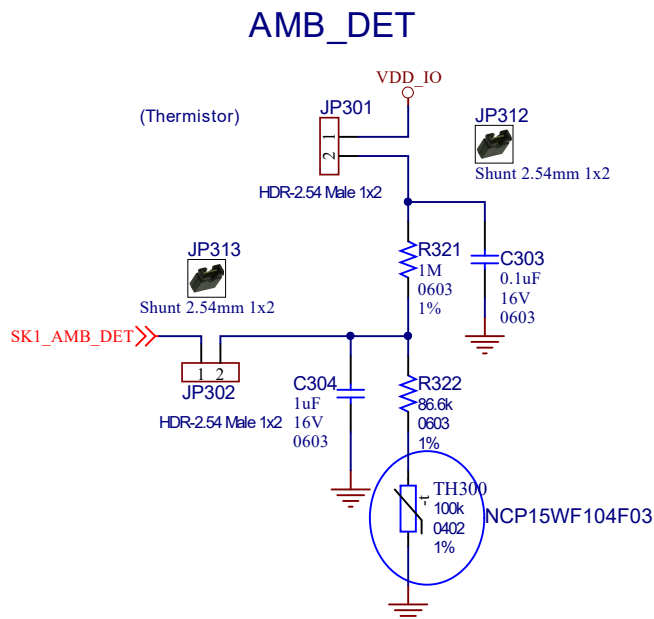 AMB_DET
VDD_IO
JP301
(Thermistor)
1
2
HDR-2.54 Male 1x2
JP312
Shunt 2.54mm 1x2
R321
1M
0603
1%
C303
0.1uF
16V
0603
JP313
Shunt 2.54mm 1x2
SK1_AMB_DET
1 2
JP302
HDR-2.54 Male 1x2
C304
1uF
16V
0603
R322
86.6k
0603
1%
-t
TH300
100k
0402
1%
NCP15WF104F03